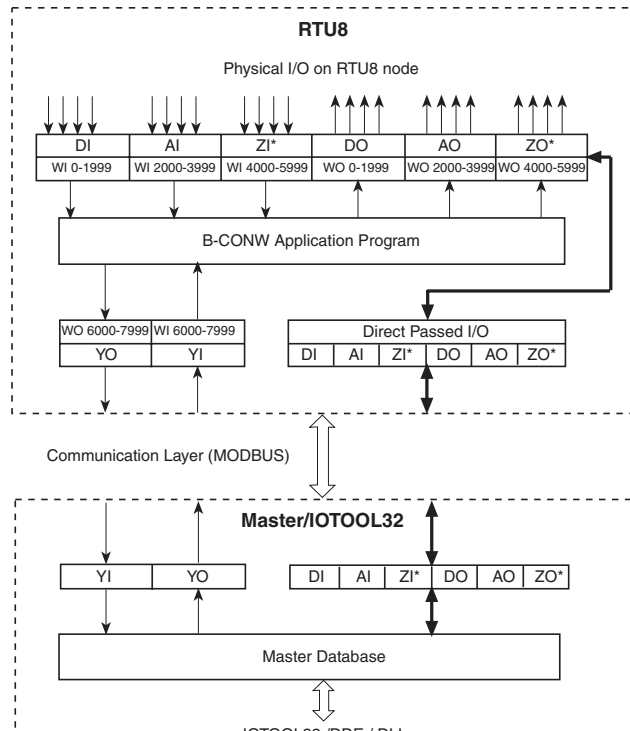 RTU8
Physical I/O on RTU8 node
DI AI ZI* DO AO ZO*
WI 0-1999 WI 2000-3999 WI 4000-5999 WO 0-1999 WO 2000-3999 WO 4000-5999
B-CONW Application Program
WO 6000-7999 WI 6000-7999
YO YI
Direct Passed I/O
DI AI ZI* DO AO ZO*
Communication Layer (MODBUS)
Master/IOTOOL32
YI YO
DI AI ZI* DO AO ZO*
Master Database